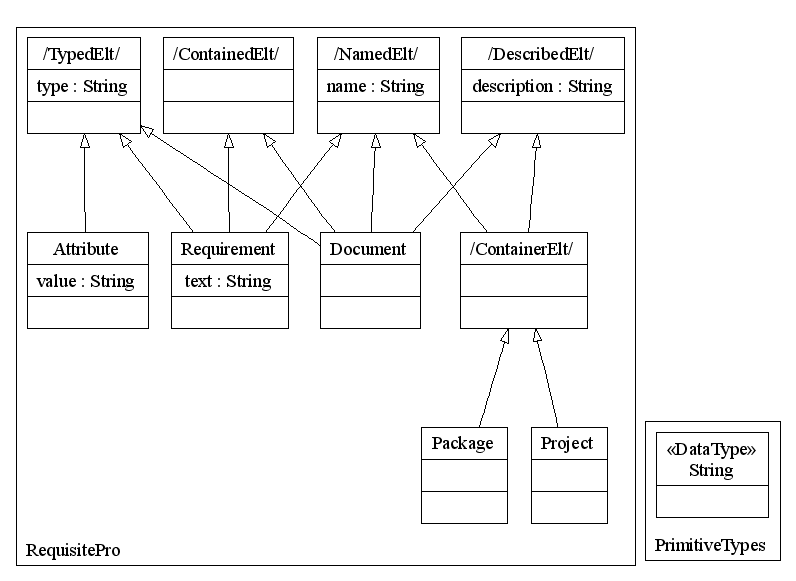 /TypedElt/
type : String
/ContainedElt/
/NamedElt/
name : String
/DescribedElt/
description : String
Attribute
value : String
Requirement
text : String
Document
/ContainerElt/
Package
Project
RequisitePro
«DataType»
String
PrimitiveTypes